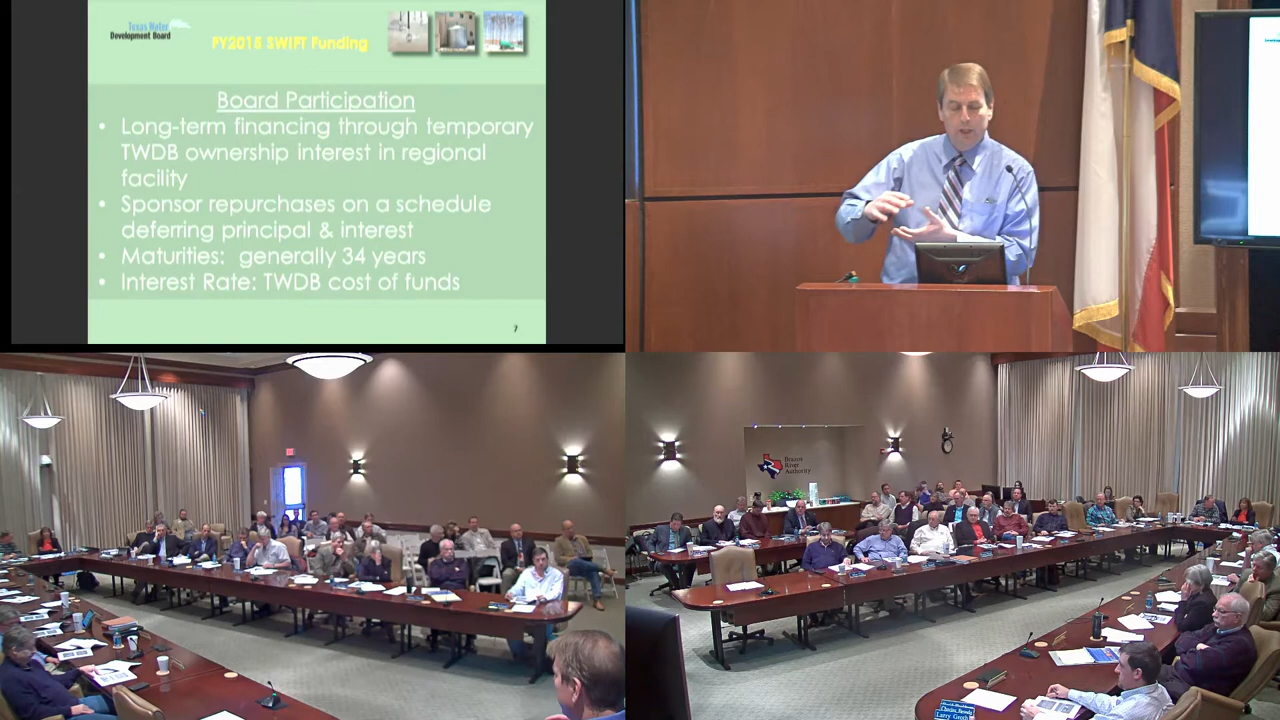 Texas Water
Development Board
FY2015 SWIFT Funding
Board Participation
• Long-term financing through temporary
TWDB ownership interest in regional
facility
• Sponsor repurchases on a schedule
deferring principal & interest
• Maturities: generally 34 years
• Interest Rate: TWDB cost of funds
7
Brazos
River
Authority
Larry Groth